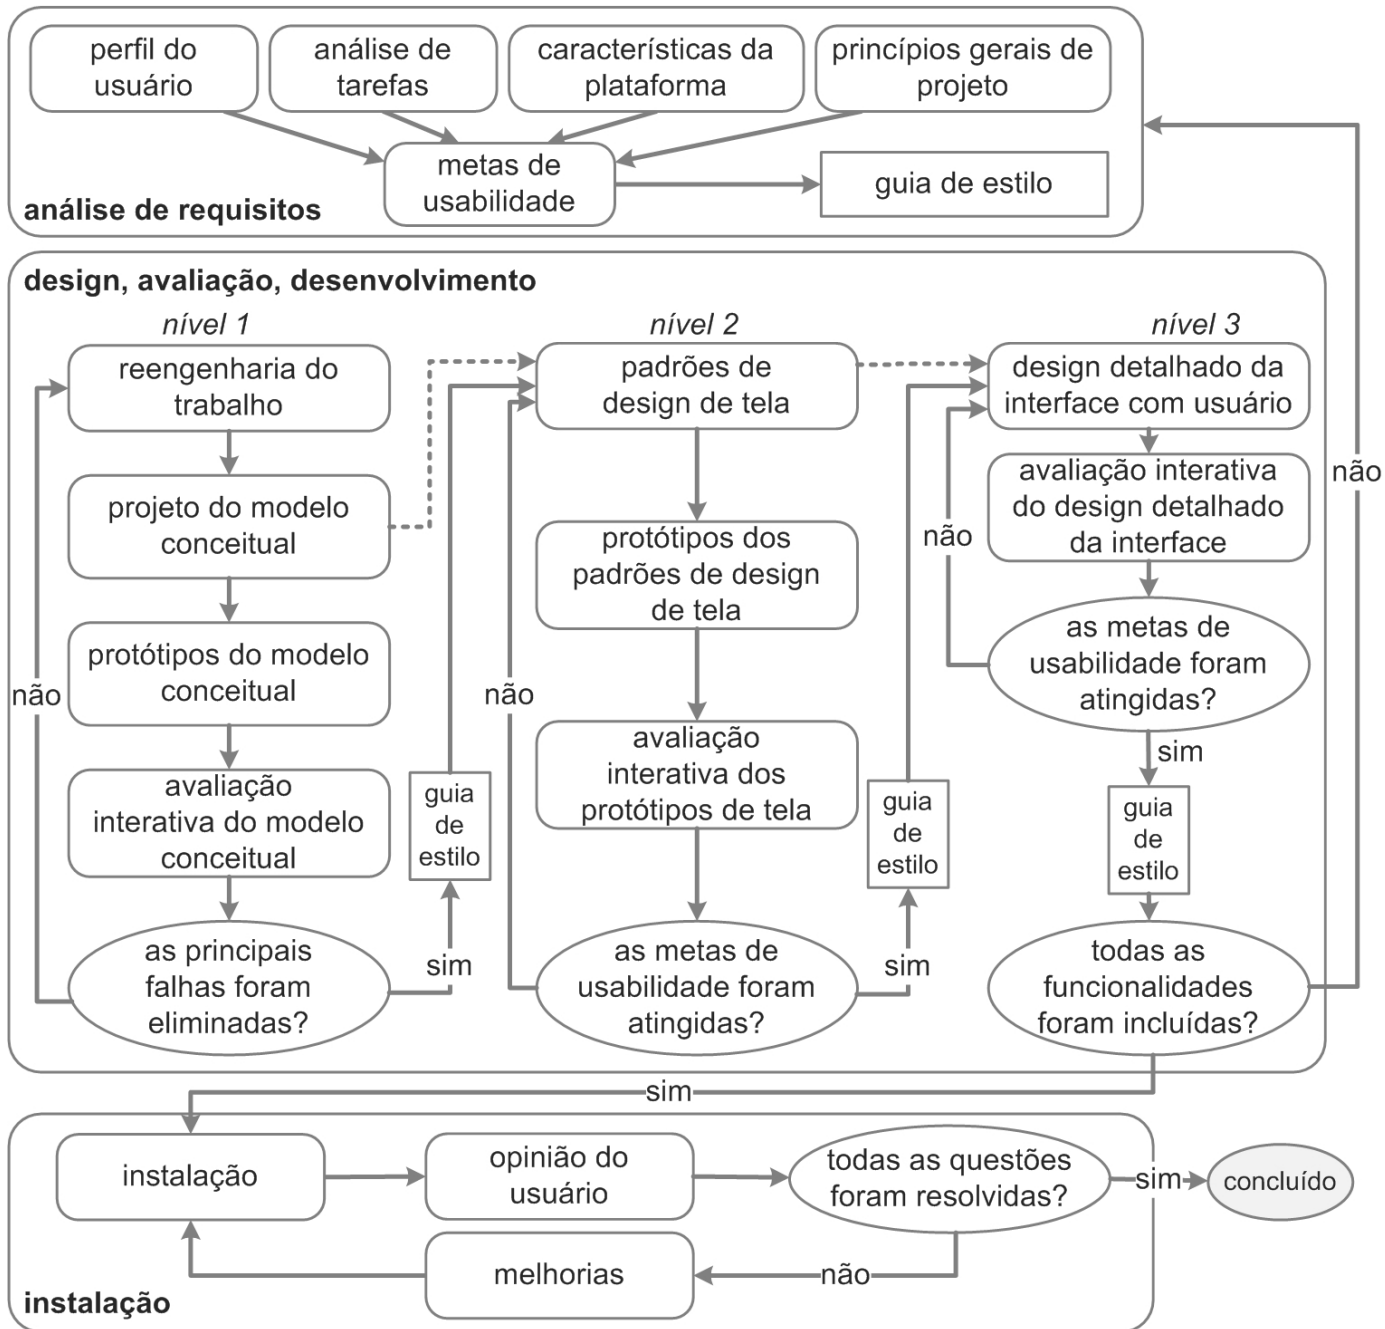 perfil do
usuário
análise de
tarefas
características da
plataforma
princípios gerais de
projeto
metas de
usabilidade
guia de estilo
análise de requisitos
design, avaliação, desenvolvimento
nível 1
reengenharia do
trabalho
projeto do modelo
conceitual
protótipos do modelo
conceitual
não
avaliação
interativa do modelo
conceitual
as principais
falhas foram
eliminadas?
sim
guia
de
estilo
nível 2
padrões de
design de tela
protótipos dos
padrões de design
de tela
não
avaliação
interativa dos
protótipos de tela
as metas de
usabilidade foram
atingidas?
sim
guia
de
estilo
nível 3
design detalhado da
interface com usuário
avaliação interativa
do design detalhado
da interface
não
as metas de
usabilidade foram
atingidas?
sim
guia
de
estilo
todas as
funcionalidades
foram incluídas?
não
sim
instalação
opinião do
usuário
todas as questões
foram resolvidas?
sim
concluído
melhorias
não
instalação